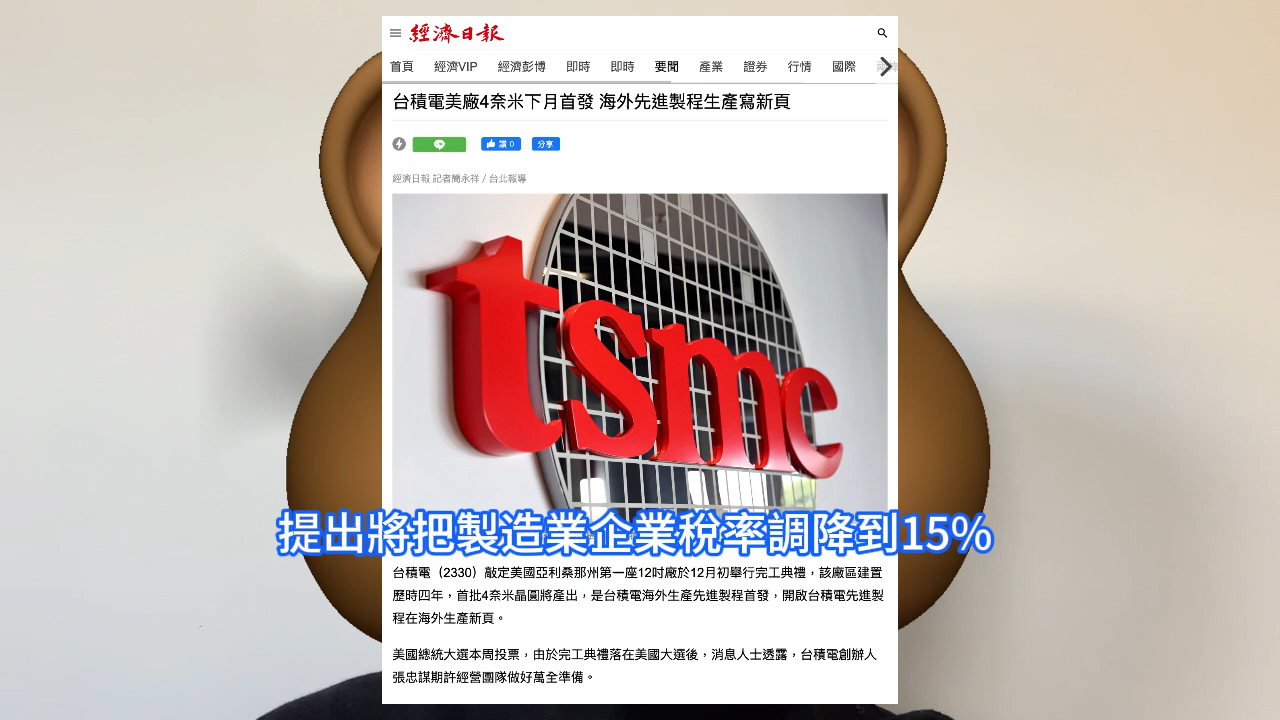 經濟日報
首頁 經濟VIP 經濟彭博 即時 即時 要聞 產業 證券 行情 國際
台積電美廠4奈米下月首發 海外先進製程生產寫新頁
讚 0 分享
經濟日報 記者簡永祥 / 台北報導
tsmc
提出將把製造業企業稅率調降到15%
台積電（2330）敲定美國亞利桑那州第一座12吋廠於12月初舉行完工典禮，該廠區建置
歷時四年，首批4奈米晶圓將產出，是台積電海外生產先進製程首發，開啟台積電先進製
程在海外生產新頁。
美國總統大選本周投票，由於完工典禮落在美國大選後，消息人士透露，台積電創辦人
張忠謀期許經營團隊做好萬全準備。